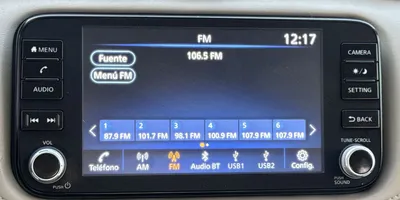 MENU
AUDIO
VOL
PUSH
FM
12:17
Fuente
106.5 FM
Menú FM
1 2 3 4 5 6
87.9 FM 101.7 FM 98.1 FM 100.9 FM 107.9 FM 107.9 FM
Teléfono AM FM Audio BT USB1 USB2 Config.
CAMERA
SETTING
BACK
TUNE·SCROLL
PUSH
SOUND